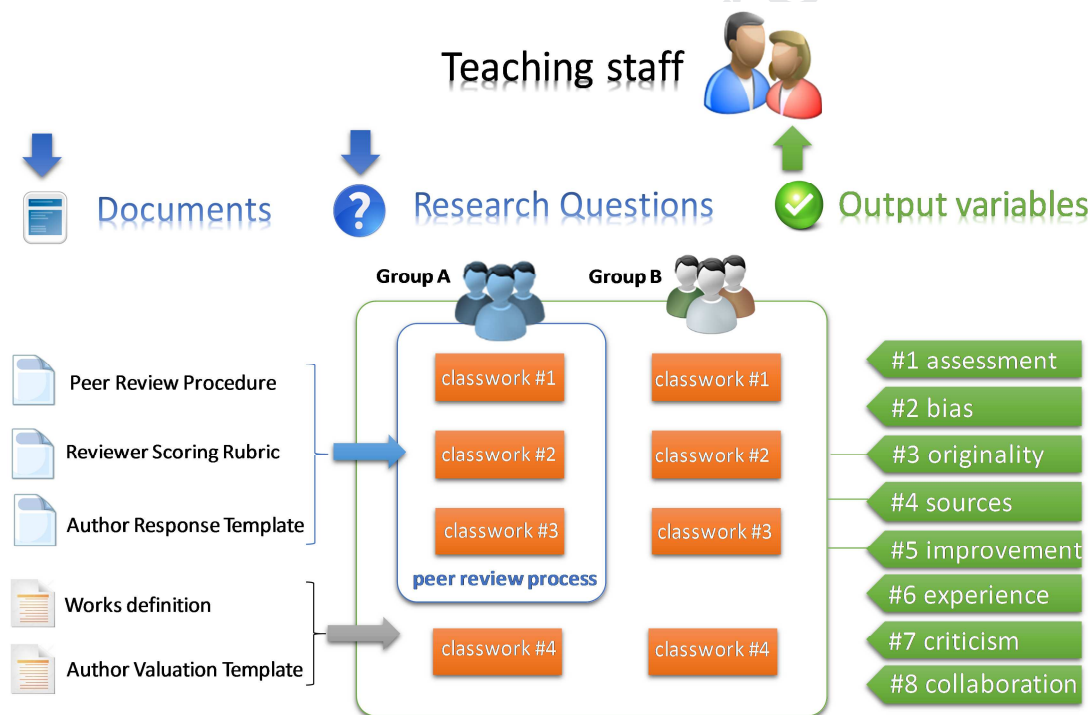 Teaching staff
Documents
Research Questions
Output variables
Group A
Group B
Peer Review Procedure
Reviewer Scoring Rubric
Author Response Template
Works definition
Author Valuation Template
classwork #1
classwork #2
classwork #3
peer review process
classwork #4
classwork #1
classwork #2
classwork #3
classwork #4
#1 assessment
#2 bias
#3 originality
#4 sources
#5 improvement
#6 experience
#7 criticism
#8 collaboration